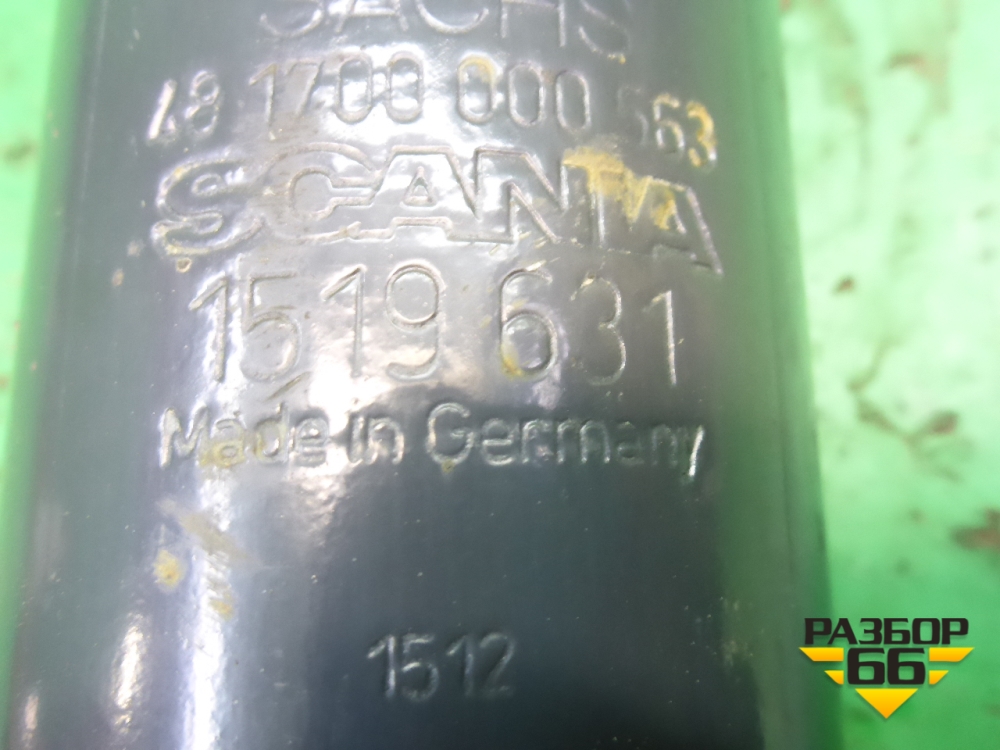 SACHS
48 1700 000 563
SCANIA
1519 631
Made in Germany
1512
РАЗБОР
66